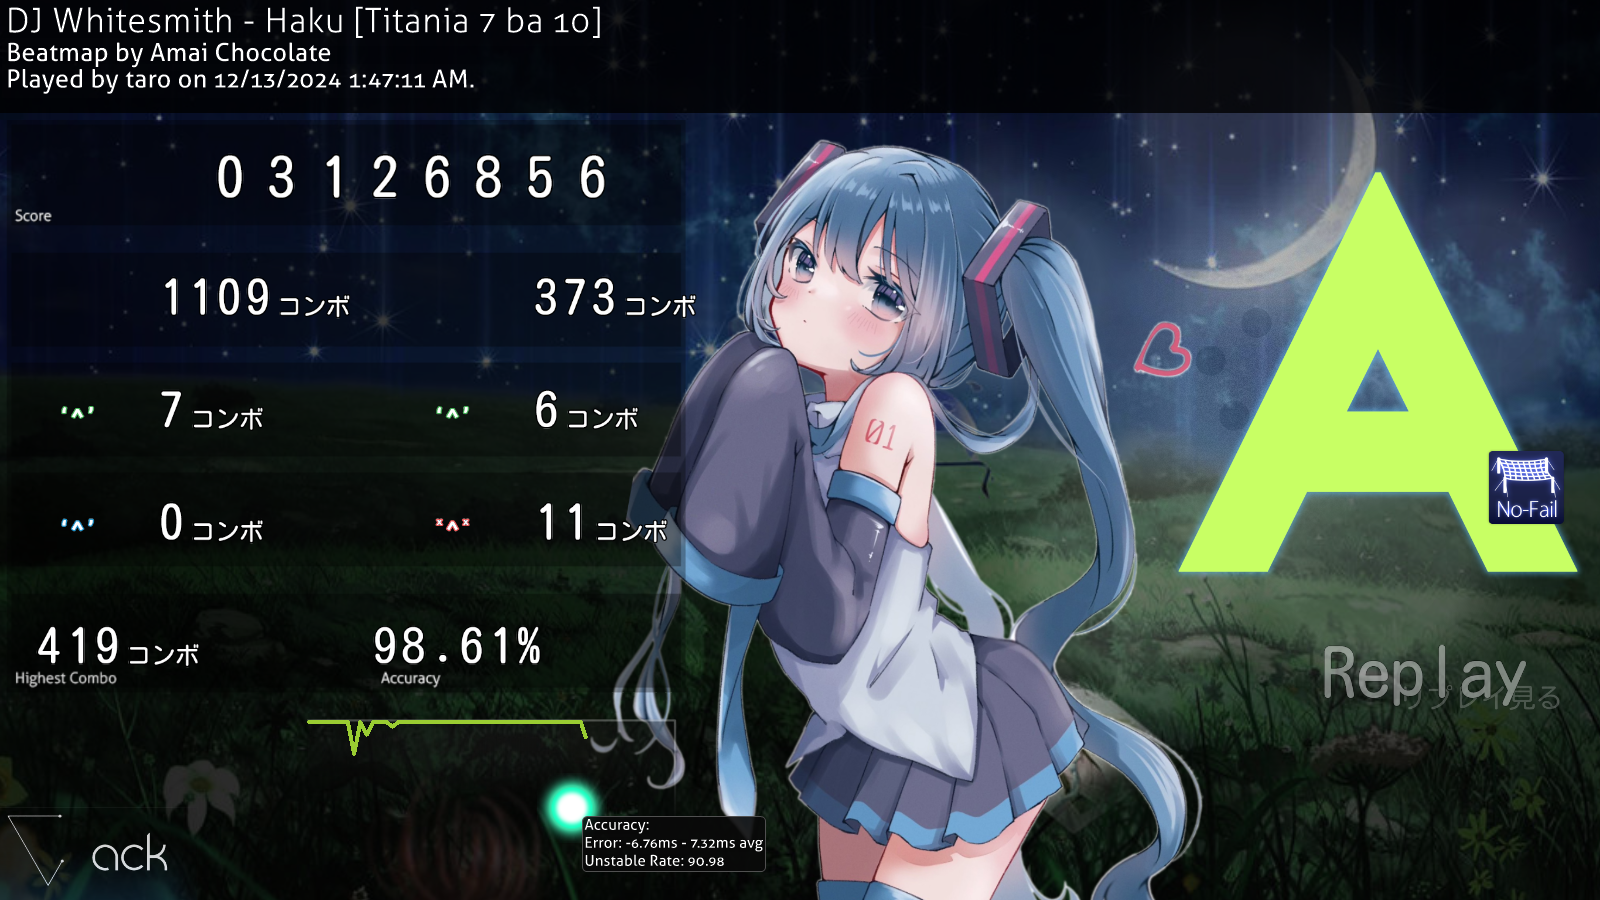 DJ Whitesmith - Haku [Titania 7 ba 10]
Beatmap by Amai Chocolate
Played by taro on 12/13/2024 1:47:11 AM.
03126856
Score
1109コンボ 373コンボ
'^' 7コンボ '^' 6コンボ
'^' 0コンボ x^x 11コンボ
419コンボ 98.61%
Highest Combo Accuracy
01
No-Fail
A
Replay
リプレイ見る
Accuracy:
Error: -6.76ms - 7.32ms avg
Unstable Rate: 90.98
ack